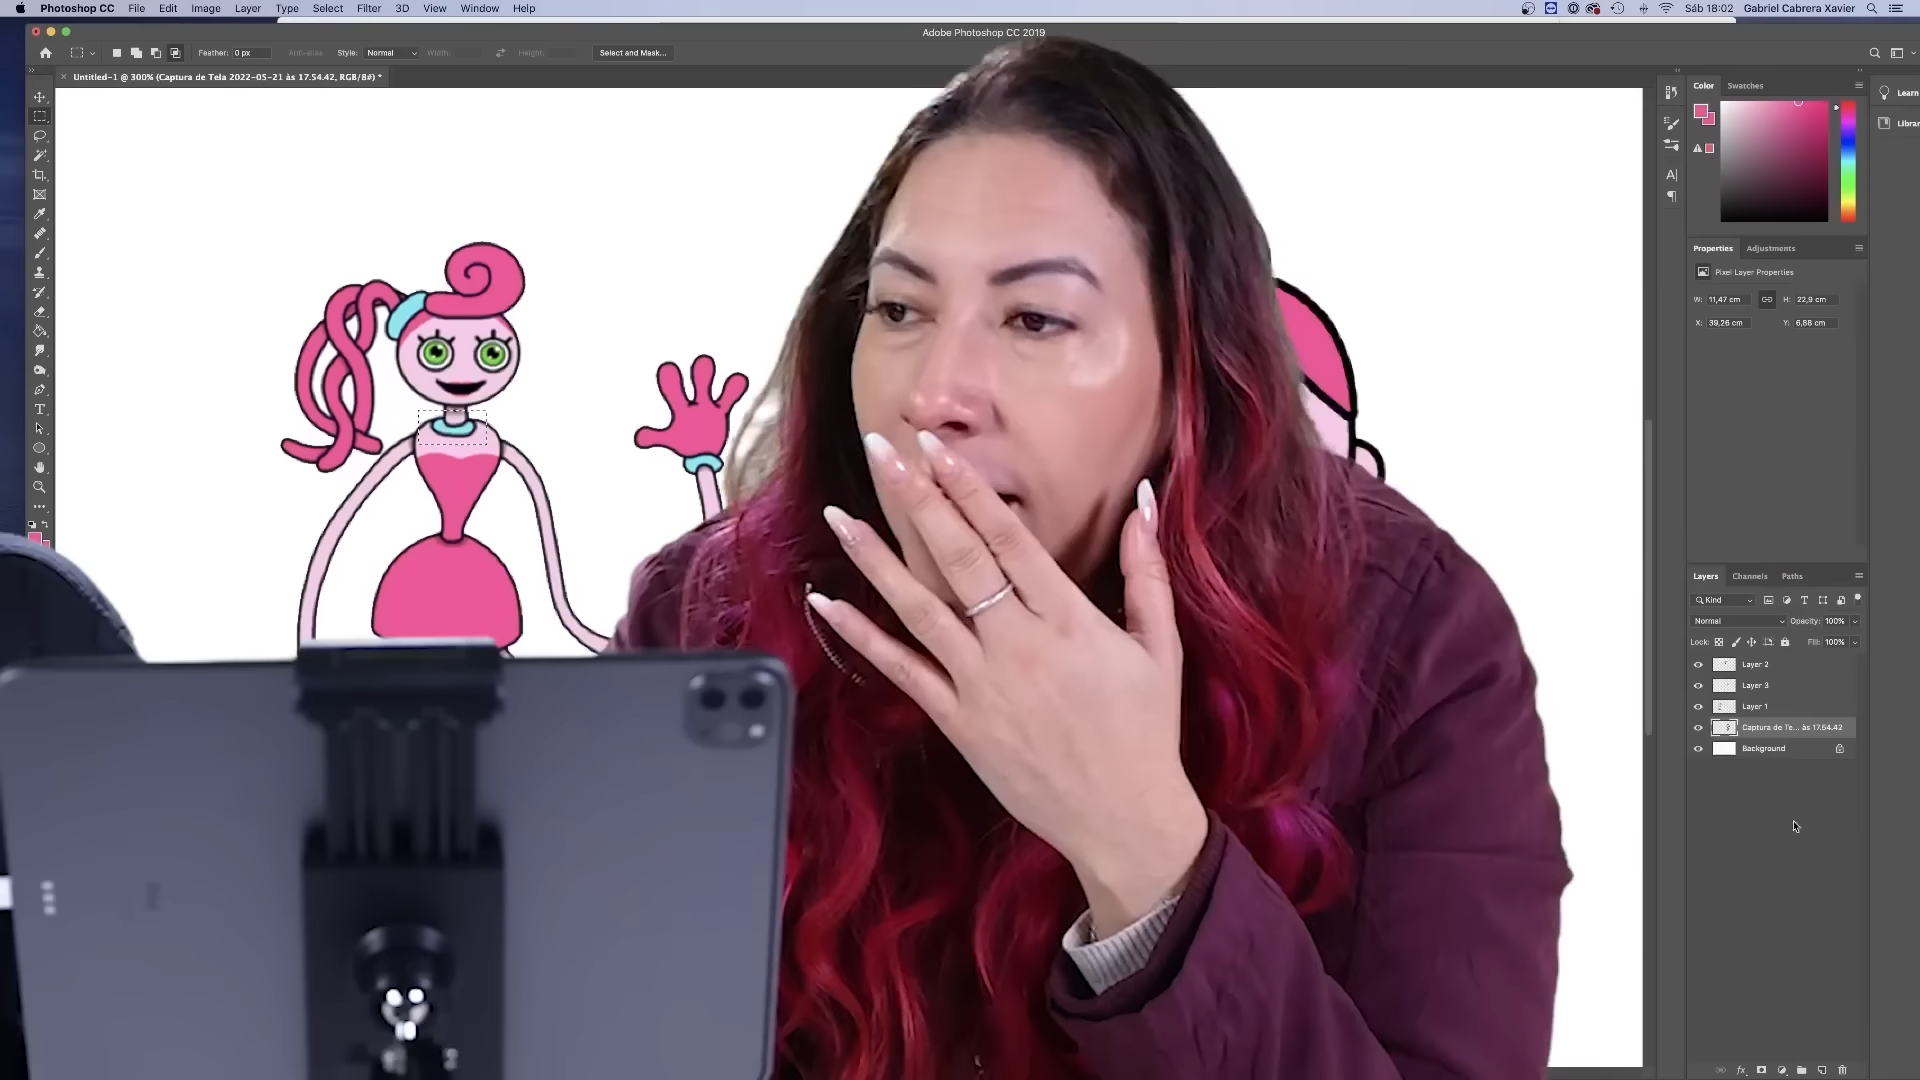 Photoshop CC File Edit Image Layer Type Select Filter 3D View Window Help Sáb 18:02 Gabriel Cabrera Xavier
Adobe Photoshop CC 2019
Feather: 0 px Anti-alias Style: Normal Width: Height: Select and Mask...
Untitled-1 @ 300% (Captura de Tela 2022-05-21 às 17.54.42, RGB/8#) *
Color Swatches
Learn
Librar
Properties Adjustments
Pixel Layer Properties
W: 11,47 cm H: 22,9 cm
X: 39,26 cm Y: 6,88 cm
Layers Channels Paths
Kind
Normal Opacity: 100%
Lock: Fill: 100%
Layer 2
Layer 3
Layer 1
Captura de Te... às 17.54.42
Background
fx